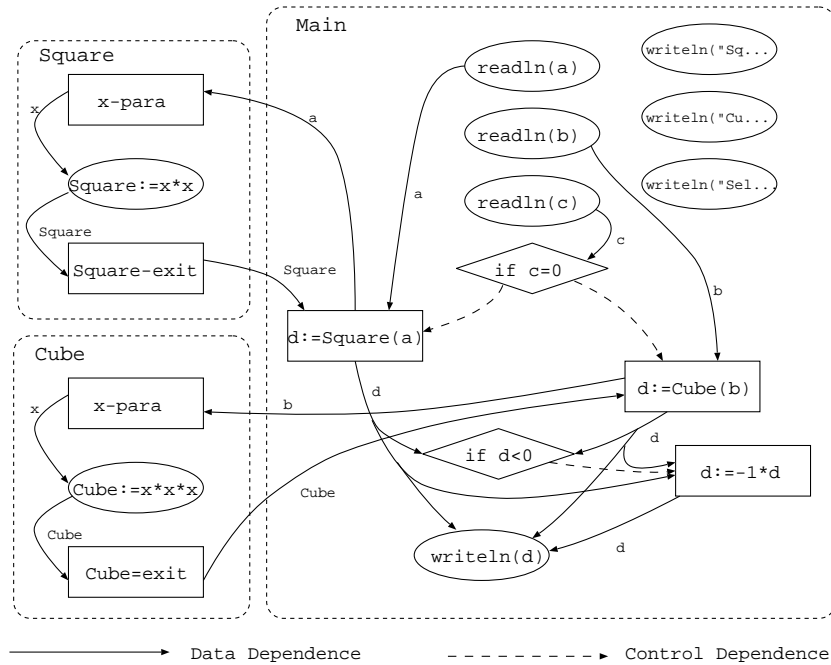 Main
Square
x-para
x
Square:=x*x
Square
Square-exit
Square
a
readln(a)
writeln("Sq...
readln(b)
writeln("Cu...
a
readln(c)
writeln("Sel...
c
if c=0
b
d:=Square(a)
Cube
x-para
x
Cube:=x*x*x
Cube
Cube=exit
b
Cube
d
d:=Cube(b)
if d<0
d
d:=-1*d
writeln(d)
d
Data Dependence
Control Dependence